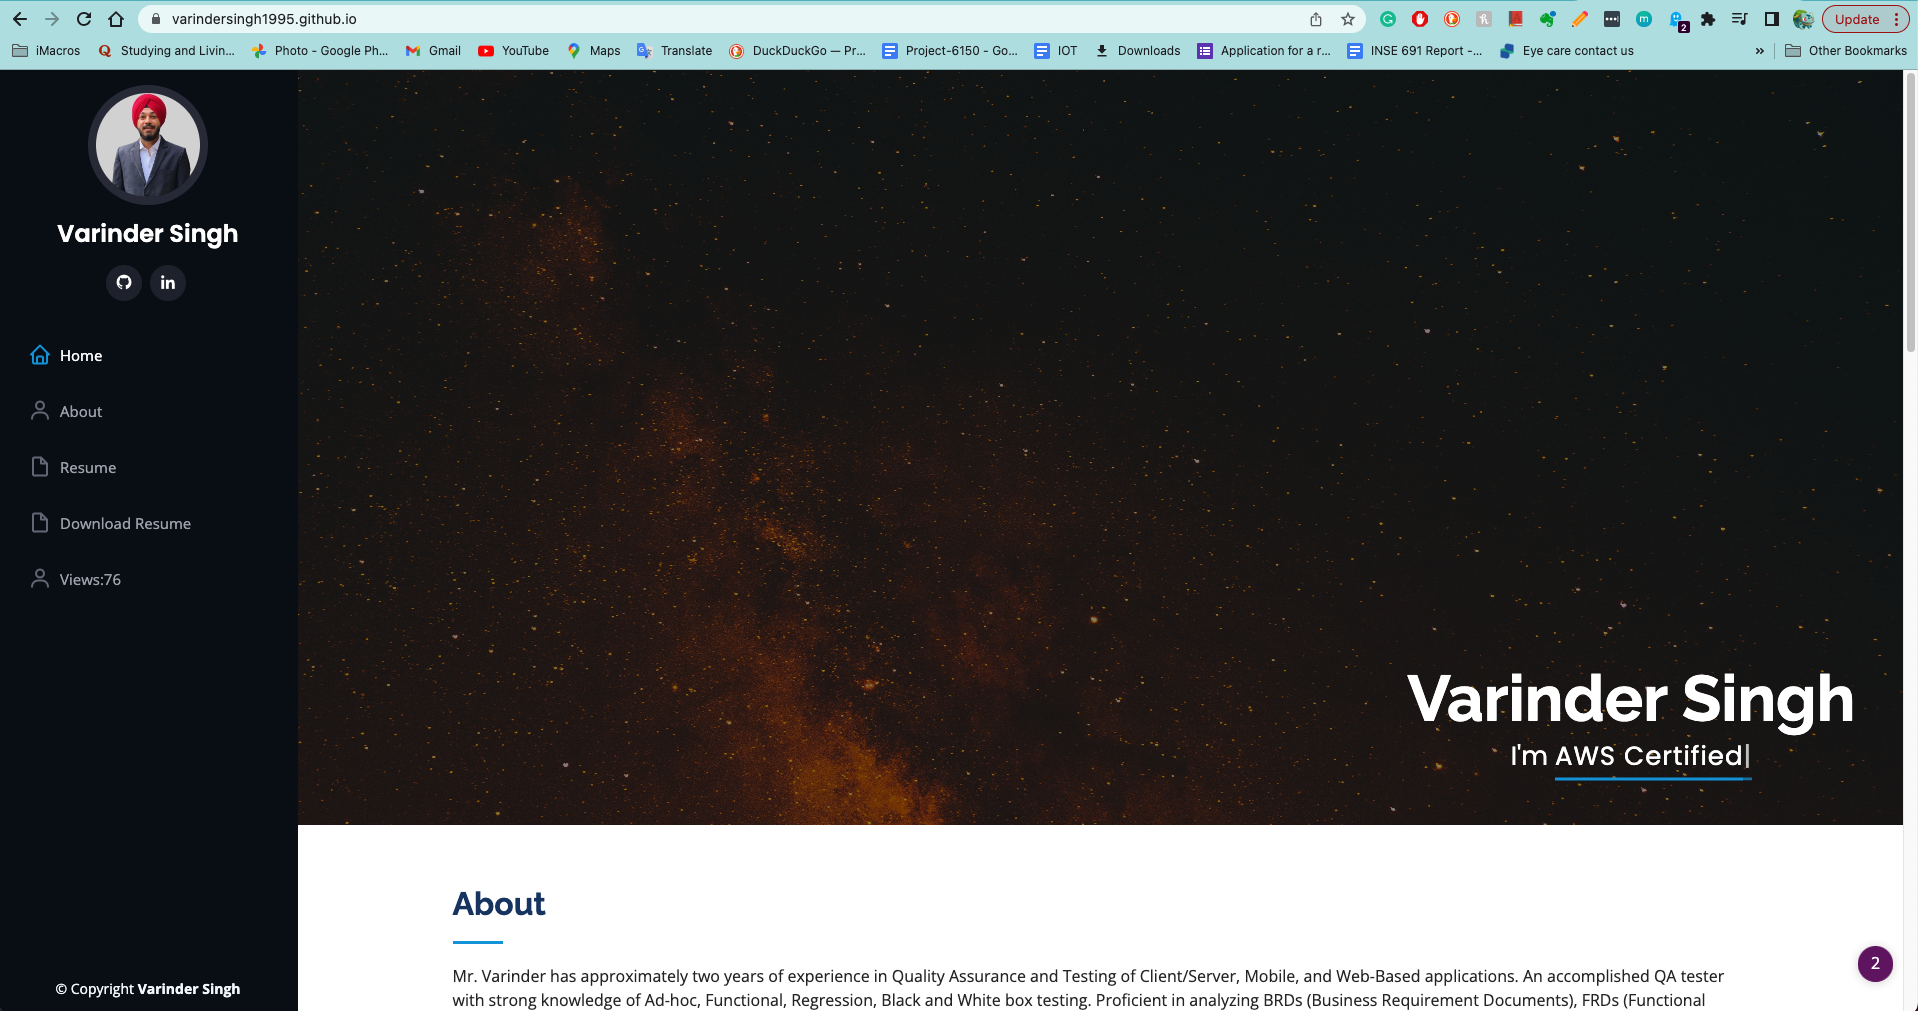 varindersingh1995.github.io
Update
iMacros
Studying and Livin...
Photo - Google Ph...
Gmail
YouTube
Maps
Translate
DuckDuckGo — Pr...
Project-6150 - Go...
IOT
Downloads
Application for a r...
INSE 691 Report -...
Eye care contact us
»
Other Bookmarks
2
m
Varinder Singh
in
Home
About
Resume
Download Resume
Views:76
© Copyright Varinder Singh
Varinder Singh
I'm AWS Certified|
About
Mr. Varinder has approximately two years of experience in Quality Assurance and Testing of Client/Server, Mobile, and Web-Based applications. An accomplished QA tester
with strong knowledge of Ad-hoc, Functional, Regression, Black and White box testing. Proficient in analyzing BRDs (Business Requirement Documents), FRDs (Functional
2